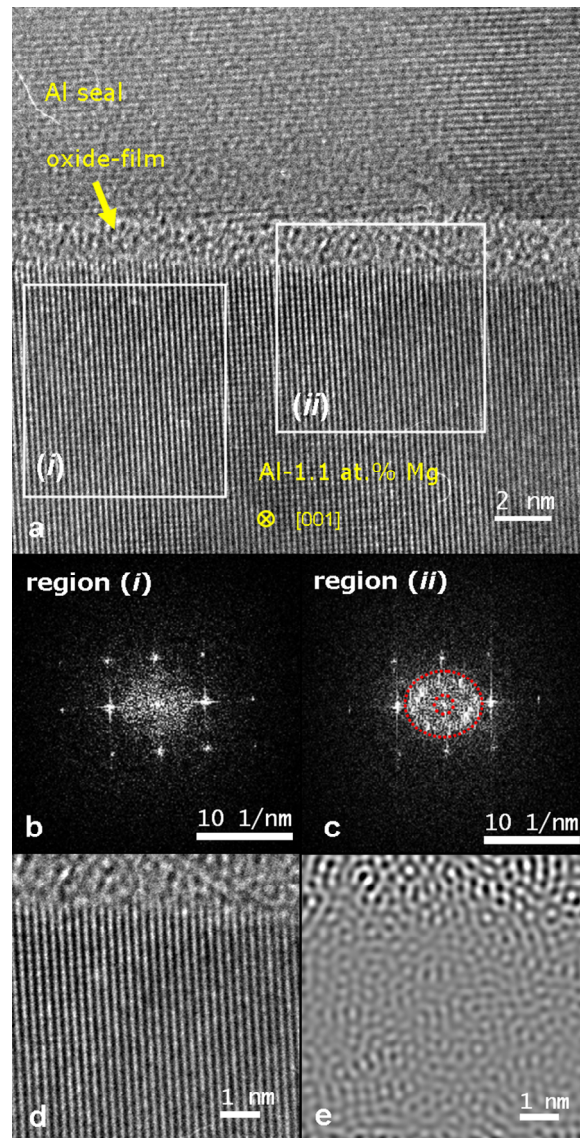 Al seal
oxide-film
(i)
(ii)
Al-1.1 at.% Mg
[001]
2 nm
a
region (i)
region (ii)
10 1/nm
10 1/nm
b
c
1 nm
1 nm
d
e